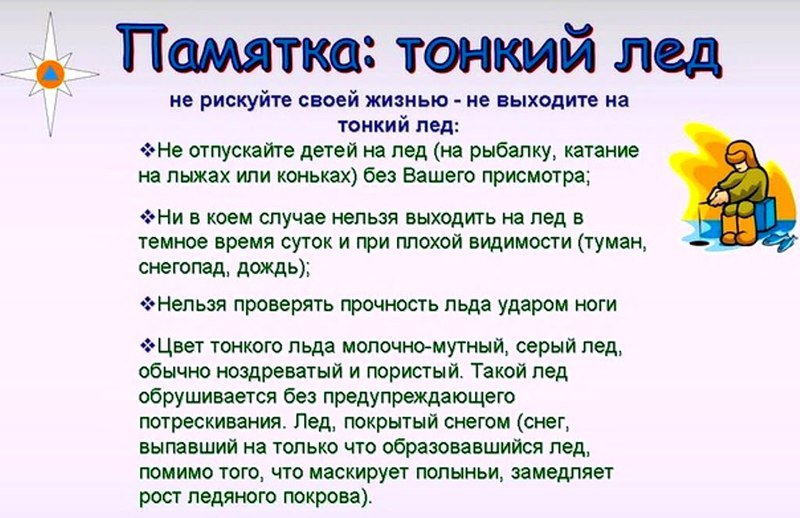 Памятка: тонкий лед
не рискуйте своей жизнью - не выходите на
тонкий лед:
❖Не отпускайте детей на лед (на рыбалку, катание
на лыжах или коньках) без Вашего присмотра;
❖Ни в коем случае нельзя выходить на лед в
темное время суток и при плохой видимости (туман,
снегопад, дождь);
❖Нельзя проверять прочность льда ударом ноги
❖Цвет тонкого льда молочно-мутный, серый лед,
обычно ноздреватый и пористый. Такой лед
обрушивается без предупреждающего
потрескивания. Лед, покрытый снегом (снег,
выпавший на только что образовавшийся лед,
помимо того, что маскирует полыньи, замедляет
рост ледяного покрова).